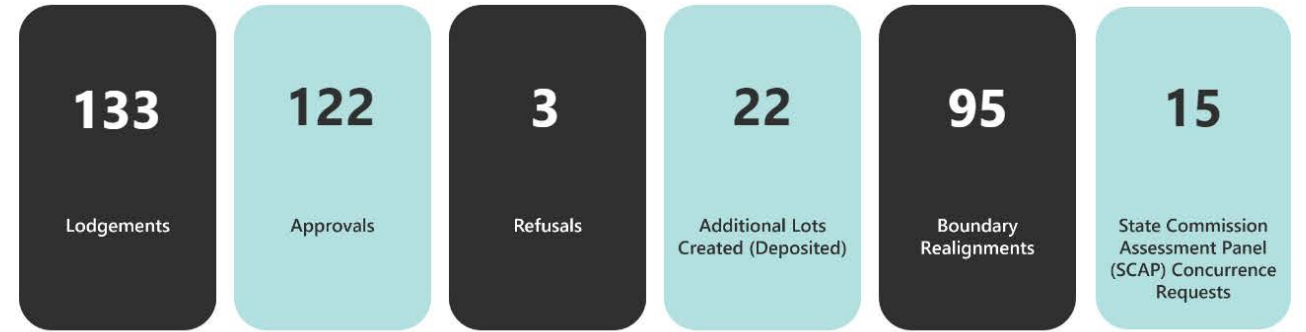 133
Lodgements
122
Approvals
3
Refusals
22
Additional Lots
Created (Deposited)
95
Boundary
Realignments
15
State Commission
Assessment Panel
(SCAP) Concurrence
Requests